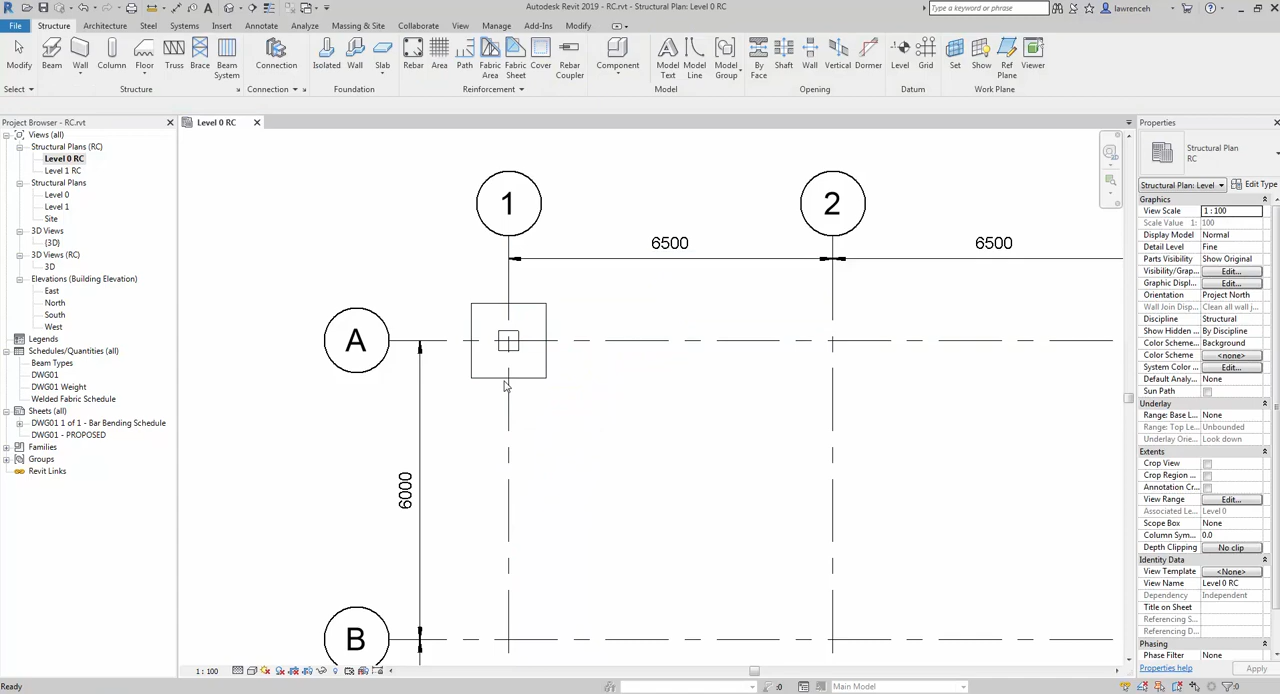 Autodesk Revit 2019 - RC.rvt - Structural Plan: Level 0 RC
Type a keyword or phrase
lawrenceh
File Structure Architecture Steel Systems Insert Annotate Analyze Massing & Site Collaborate View Manage Add-Ins Modify
Modify Beam Wall Column Floor Truss Brace Beam System Connection Isolated Wall Slab Rebar Area Path Fabric Area Fabric Sheet Cover Rebar Coupler Component Model Text Model Line Model Group By Face Shaft Wall Vertical Dormer Level Grid Set Show Ref Plane Viewer
Select Structure Connection Foundation Reinforcement Model Opening Datum Work Plane
Project Browser - RC.rvt
Views (all)
Structural Plans (RC)
Level 0 RC
Level 1 RC
Structural Plans
Level 0
Level 1
Site
3D Views
(3D)
3D Views (RC)
3D
Elevations (Building Elevation)
East
North
South
West
Legends
Schedules/Quantities (all)
Beam Types
DWG01
DWG01 Weight
Welded Fabric Schedule
Sheets (all)
DWG01 1 of 1 - Bar Bending Schedule
DWG01 - PROPOSED
Families
Groups
Revit Links
Level 0 RC
1 2
6500 6500
A
6000
B
1 : 100
Properties
Structural Plan
RC
Structural Plan: Level Edit Type
Graphics
View Scale 1 : 100
Scale Value 1: 100
Display Model Normal
Detail Level Fine
Parts Visibility Show Original
Visibility/Grap... Edit...
Graphic Displ... Edit...
Orientation Project North
Wall Join Display Clean all wall j...
Discipline Structural
Show Hidden ... By Discipline
Color Scheme... Background
Color Scheme <none>
System Color ... Edit...
Default Analy... None
Sun Path
Underlay
Range: Base L... None
Range: Top Le... Unbounded
Underlay Orie... Look down
Extents
Crop View
Crop Region ...
Annotation Cr...
View Range Edit...
Associated Le... Level 0
Scope Box None
Column Sym... 0.0
Depth Clipping No clip
Identity Data
View Template <None>
View Name Level 0 RC
Dependency Independent
Title on Sheet
Referencing S...
Referencing D...
Phasing
Phase Filter None
Properties help Apply
Ready
:0
Main Model
:0